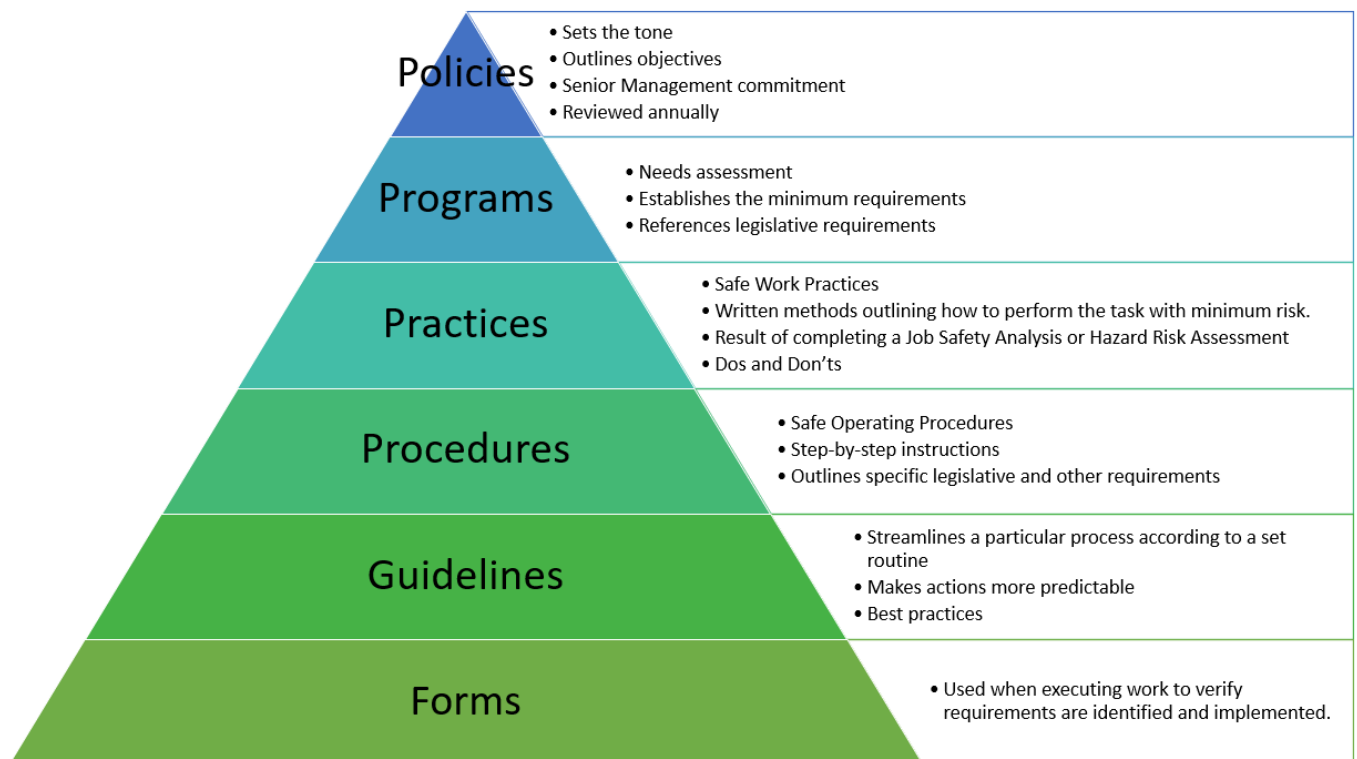 Policies
• Sets the tone
• Outlines objectives
• Senior Management commitment
• Reviewed annually
Programs
• Needs assessment
• Establishes the minimum requirements
• References legislative requirements
Practices
• Safe Work Practices
• Written methods outlining how to perform the task with minimum risk.
• Result of completing a Job Safety Analysis or Hazard Risk Assessment
• Dos and Don’ts
Procedures
• Safe Operating Procedures
• Step-by-step instructions
• Outlines specific legislative and other requirements
Guidelines
• Streamlines a particular process according to a set
routine
• Makes actions more predictable
• Best practices
Forms
• Used when executing work to verify
requirements are identified and implemented.